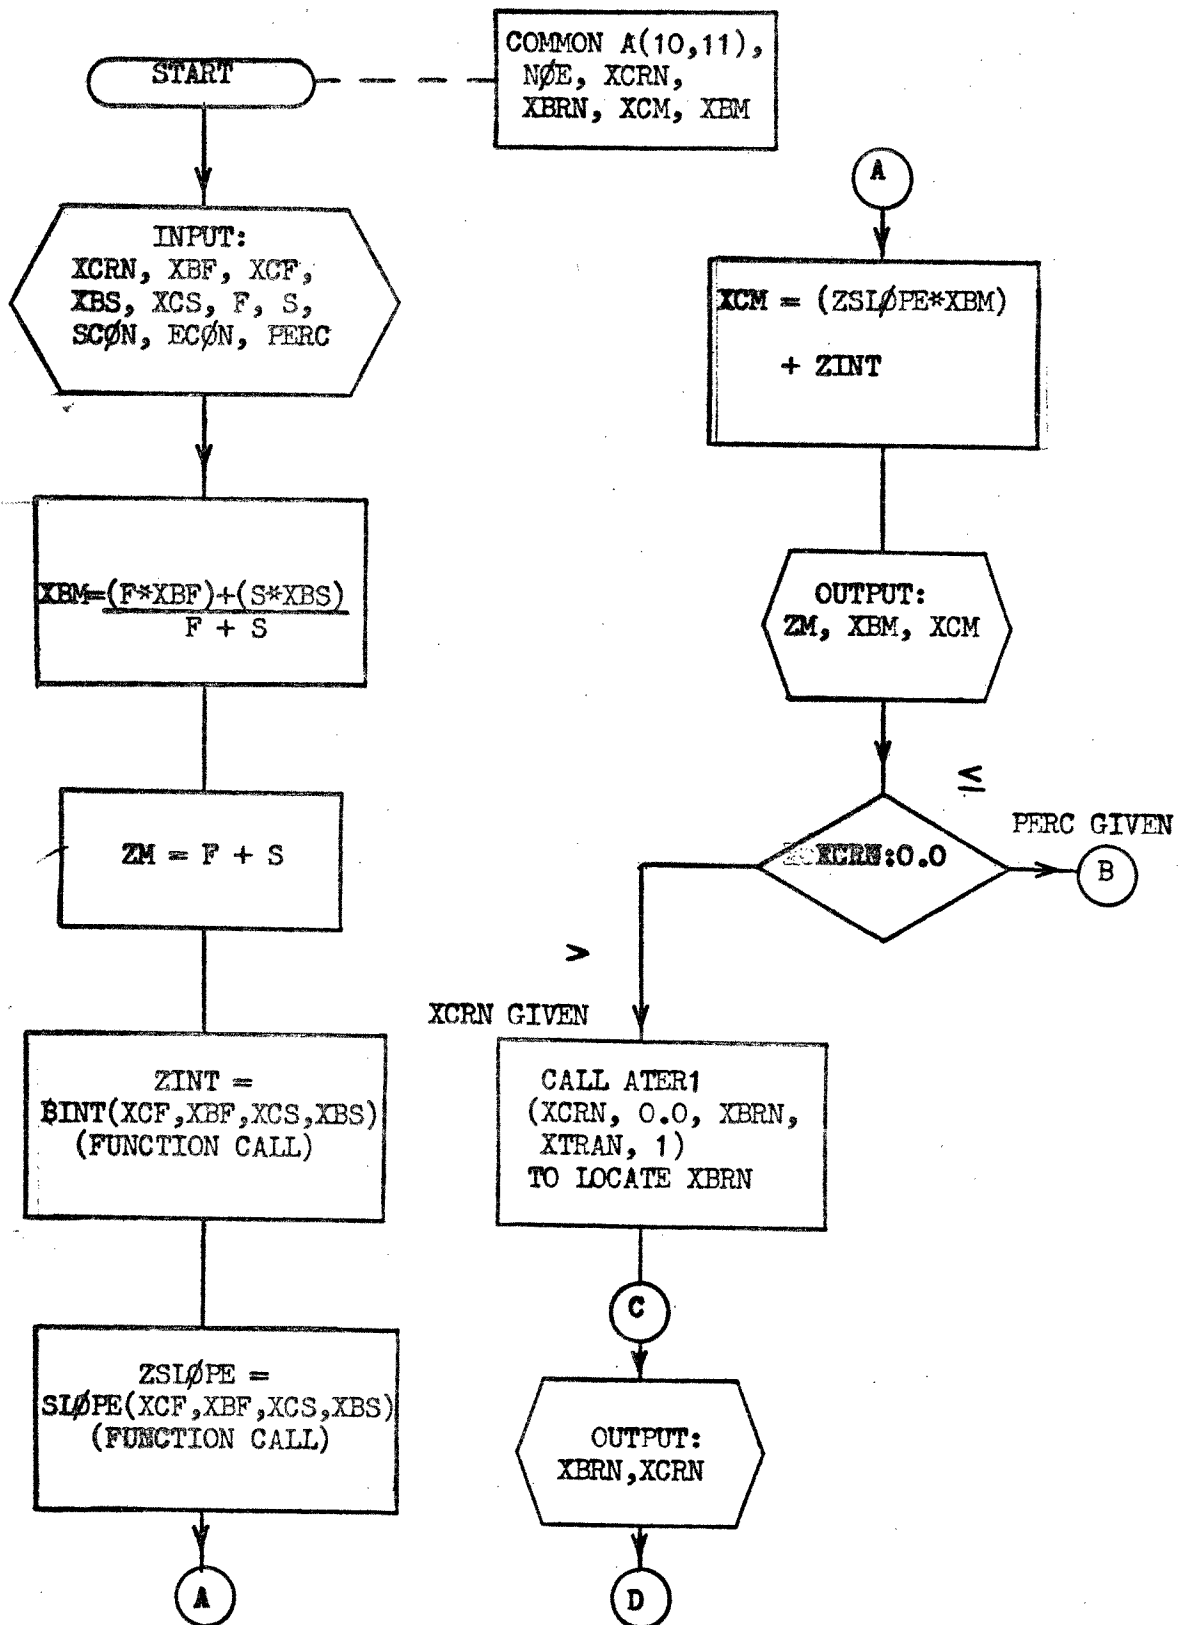 START
COMMON A(10,11),
NØE, XCRN,
XBRN, XCM, XBM
INPUT:
XCRN, XBF, XCF,
XBS, XCS, F, S,
SCØN, ECØN, PERC
XBM=(F*XBF)+(S*XBS)
F + S
ZM = F + S
ZINT =
BINT(XCF,XBF,XCS,XBS)
(FUNCTION CALL)
ZSLØPE =
SLØPE(XCF,XBF,XCS,XBS)
(FUNCTION CALL)
A
A
XCM = (ZSLØPE*XBM)
+ ZINT
OUTPUT:
ZM, XBM, XCM
≤
PERC GIVEN
XCRN:0.0
B
>
XCRN GIVEN
CALL ATER1
(XCRN, 0.0, XBRN,
XTRAN, 1)
TO LOCATE XBRN
C
OUTPUT:
XBRN,XCRN
D